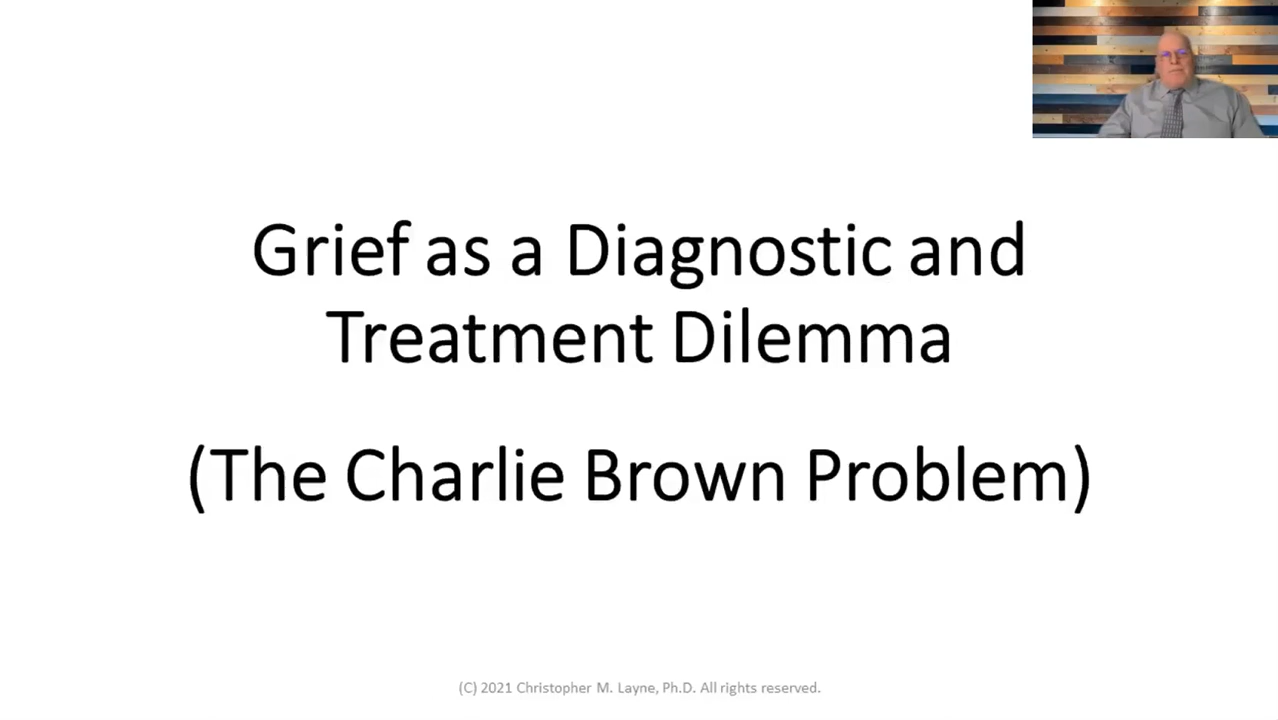 Grief as a Diagnostic and
Treatment Dilemma
(The Charlie Brown Problem)
(C) 2021 Christopher M. Layne, Ph.D. All rights reserved.